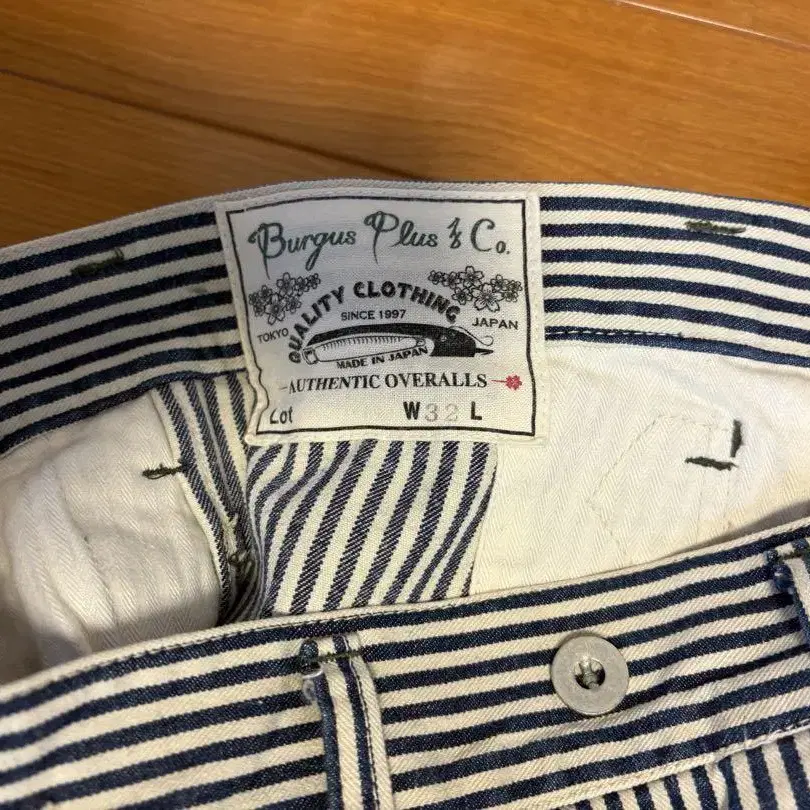 Burgus Plus & Co.
QUALITY CLOTHING
SINCE 1997
TOKYO JAPAN
MADE IN JAPAN
AUTHENTIC OVERALLS
Lot W32 L